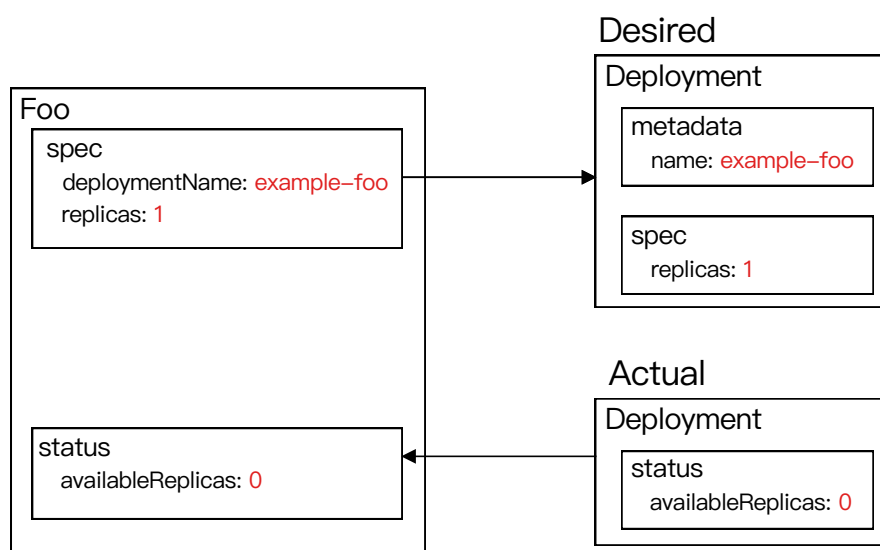 Foo
spec
deploymentName: example–foo
replicas: 1
status
availableReplicas: 0
Desired
Deployment
metadata
name: example–foo
spec
replicas: 1
Actual
Deployment
status
availableReplicas: 0